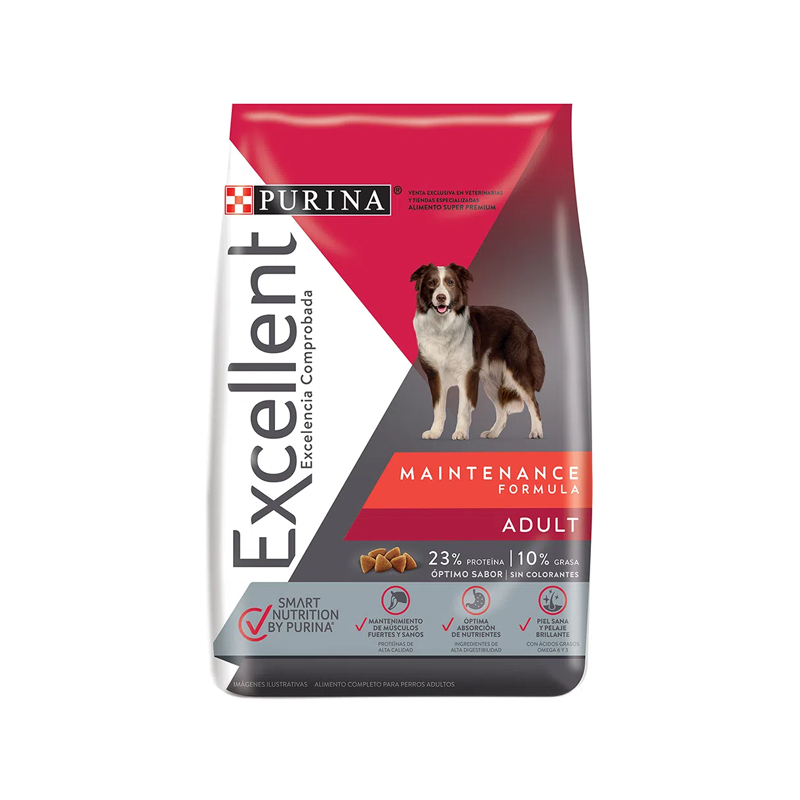 PURINA®
VENTA EXCLUSIVA EN VETERINARIAS
Y TIENDAS ESPECIALIZADAS
ALIMENTO SUPER PREMIUM
Excellent
Excelencia Comprobada
MAINTENANCE
FORMULA
ADULT
23% PROTEÍNA | 10% GRASA
ÓPTIMO SABOR | SIN COLORANTES
SMART
NUTRITION
BY PURINA®
MANTENIMIENTO
DE MÚSCULOS
FUERTES Y SANOS
PROTEÍNAS DE
ALTA CALIDAD
ÓPTIMA
ABSORCIÓN
DE NUTRIENTES
INGREDIENTES DE
ALTA DIGESTIBILIDAD
PIEL SANA
Y PELAJE
BRILLANTE
CON ÁCIDOS GRASOS
OMEGA 6 Y 3
IMÁGENES ILUSTRATIVAS ALIMENTO COMPLETO PARA PERROS ADULTOS